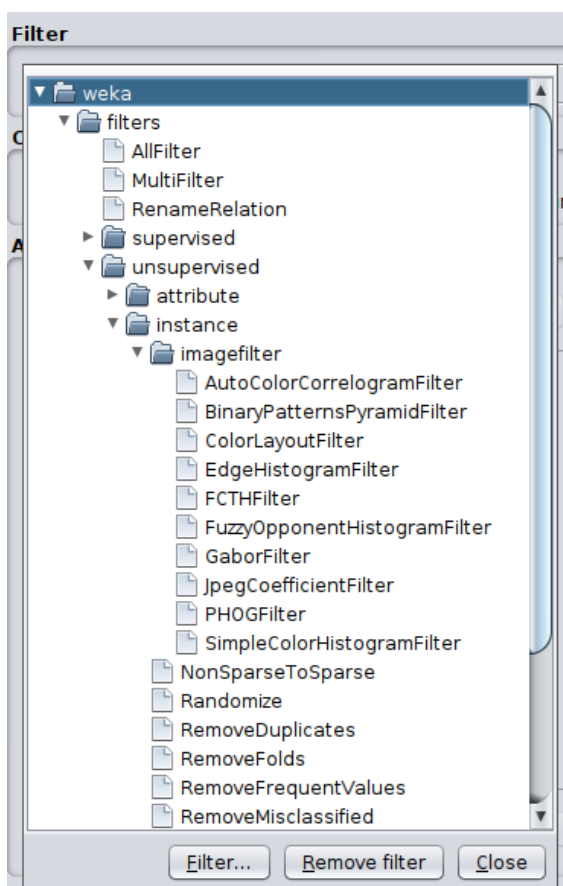 Filter
weka
filters
AllFilter
MultiFilter
RenameRelation
supervised
unsupervised
attribute
instance
imagefilter
AutoColorCorrelogramFilter
BinaryPatternsPyramidFilter
ColorLayoutFilter
EdgeHistogramFilter
FCTHFilter
FuzzyOpponentHistogramFilter
GaborFilter
JpegCoefficientFilter
PHOGFilter
SimpleColorHistogramFilter
NonSparseToSparse
Randomize
RemoveDuplicates
RemoveFolds
RemoveFrequentValues
RemoveMisclassified
Filter... Remove filter Close